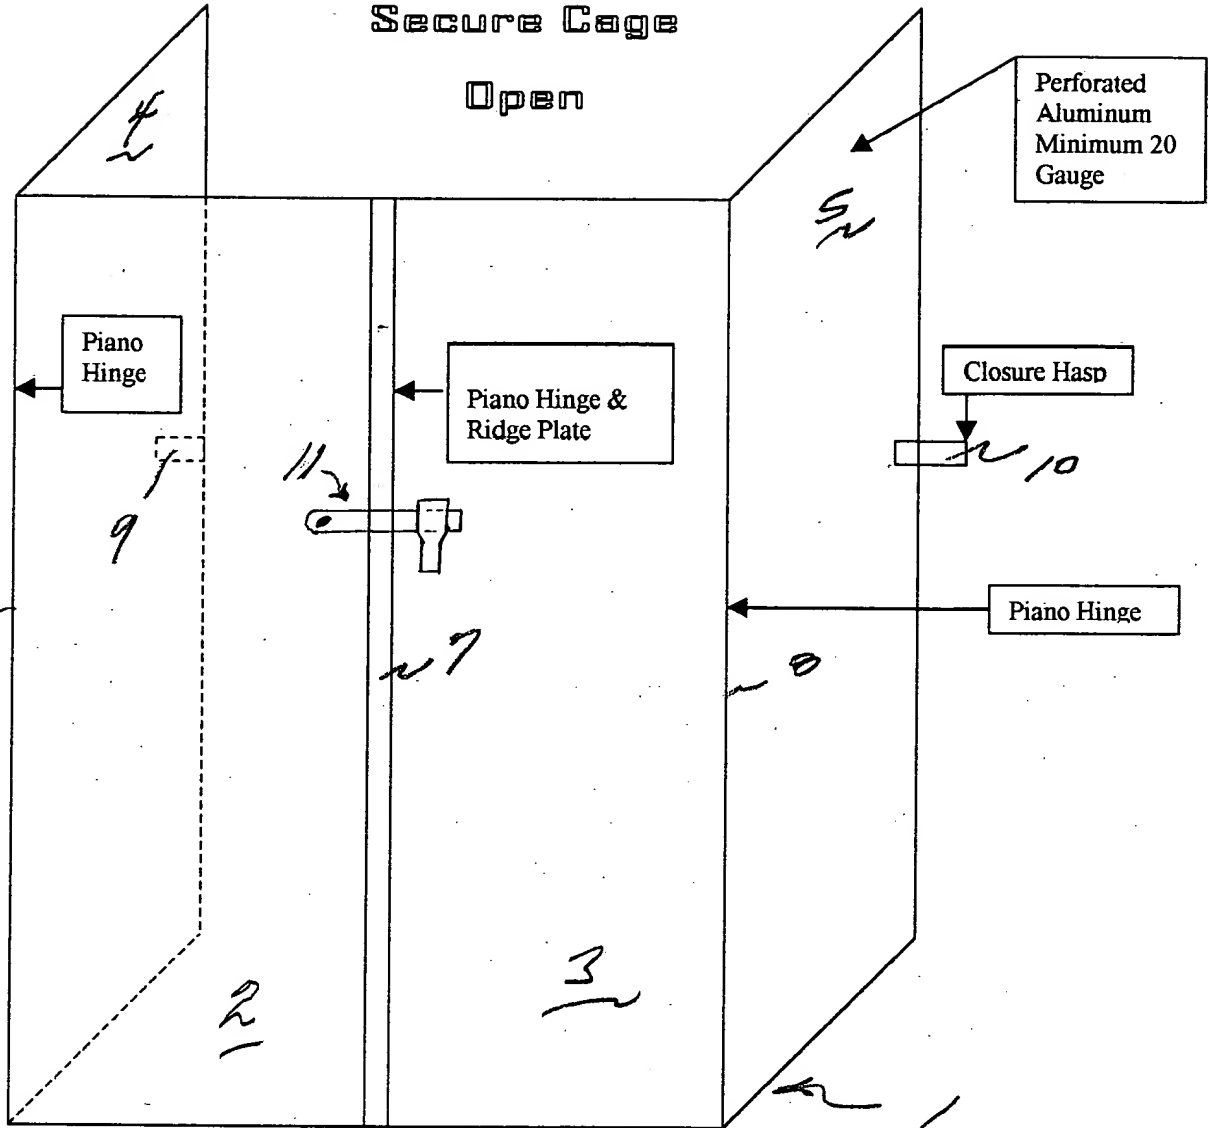 Secure Cage
Open
4
Perforated
Aluminum
Minimum 20
Gauge
5
Piano
Hinge
Piano Hinge &
Ridge Plate
Closure Hasp
11
10
9
Piano Hinge
7
8
3
2
1